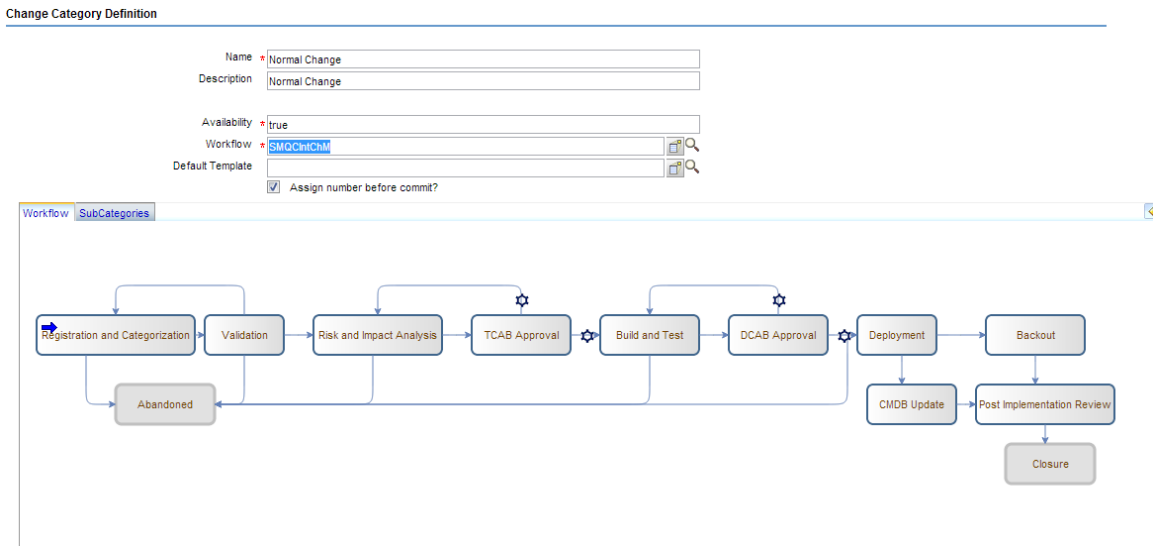 Change Category Definition
Name * Normal Change
Description Normal Change
Availability * true
Workflow * SMQCIntChM
Default Template
Assign number before commit?
Workflow SubCategories
Registration and Categorization Validation Risk and Impact Analysis TCAB Approval Build and Test DCAB Approval Deployment Backout
Abandoned CMDB Update Post Implementation Review
Closure